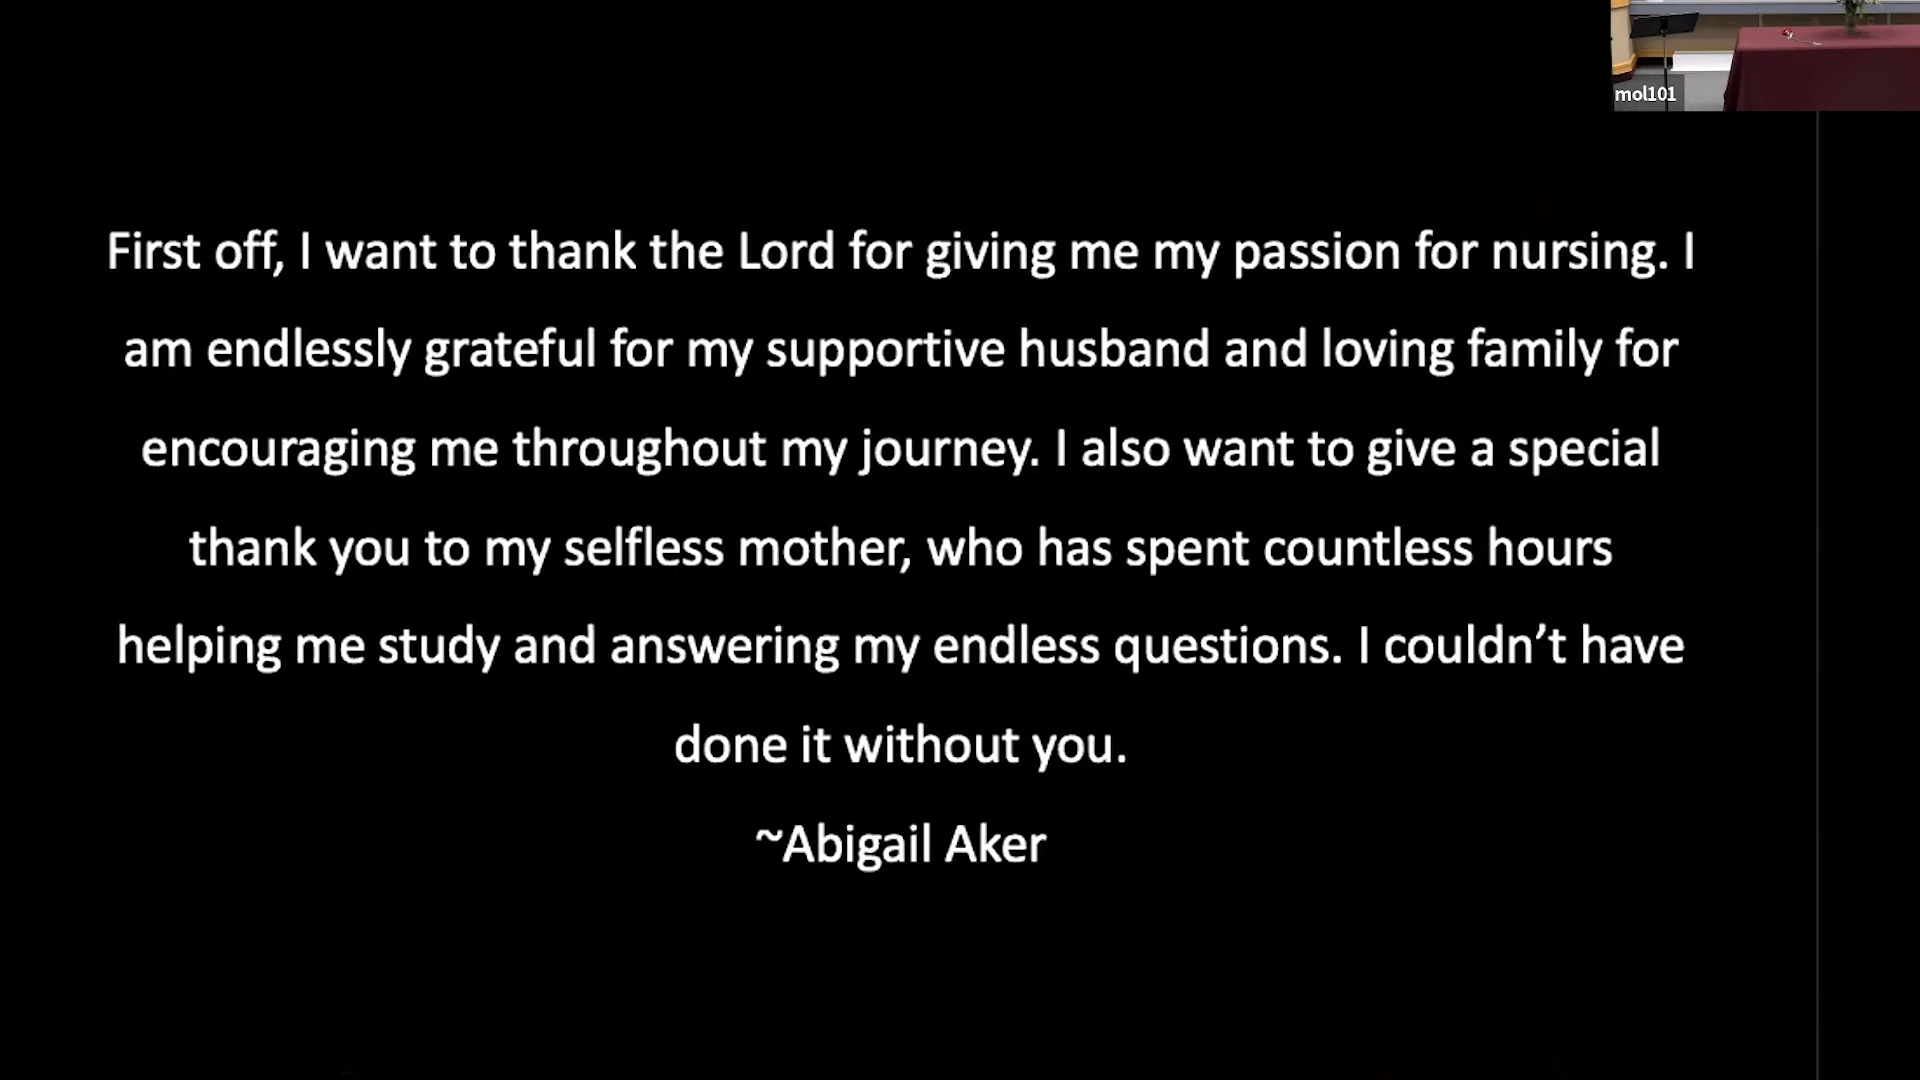 mol101
First off, I want to thank the Lord for giving me my passion for nursing. I
am endlessly grateful for my supportive husband and loving family for
encouraging me throughout my journey. I also want to give a special
thank you to my selfless mother, who has spent countless hours
helping me study and answering my endless questions. I couldn’t have
done it without you.
~Abigail Aker